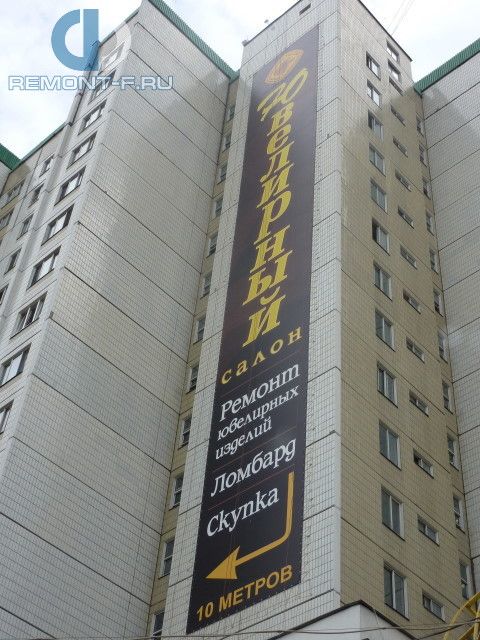 REMONT-F.RU
Ювелирный
салон
Ремонт
ювелирных
изделий
Ломбард
Скупка
10 МЕТРОВ